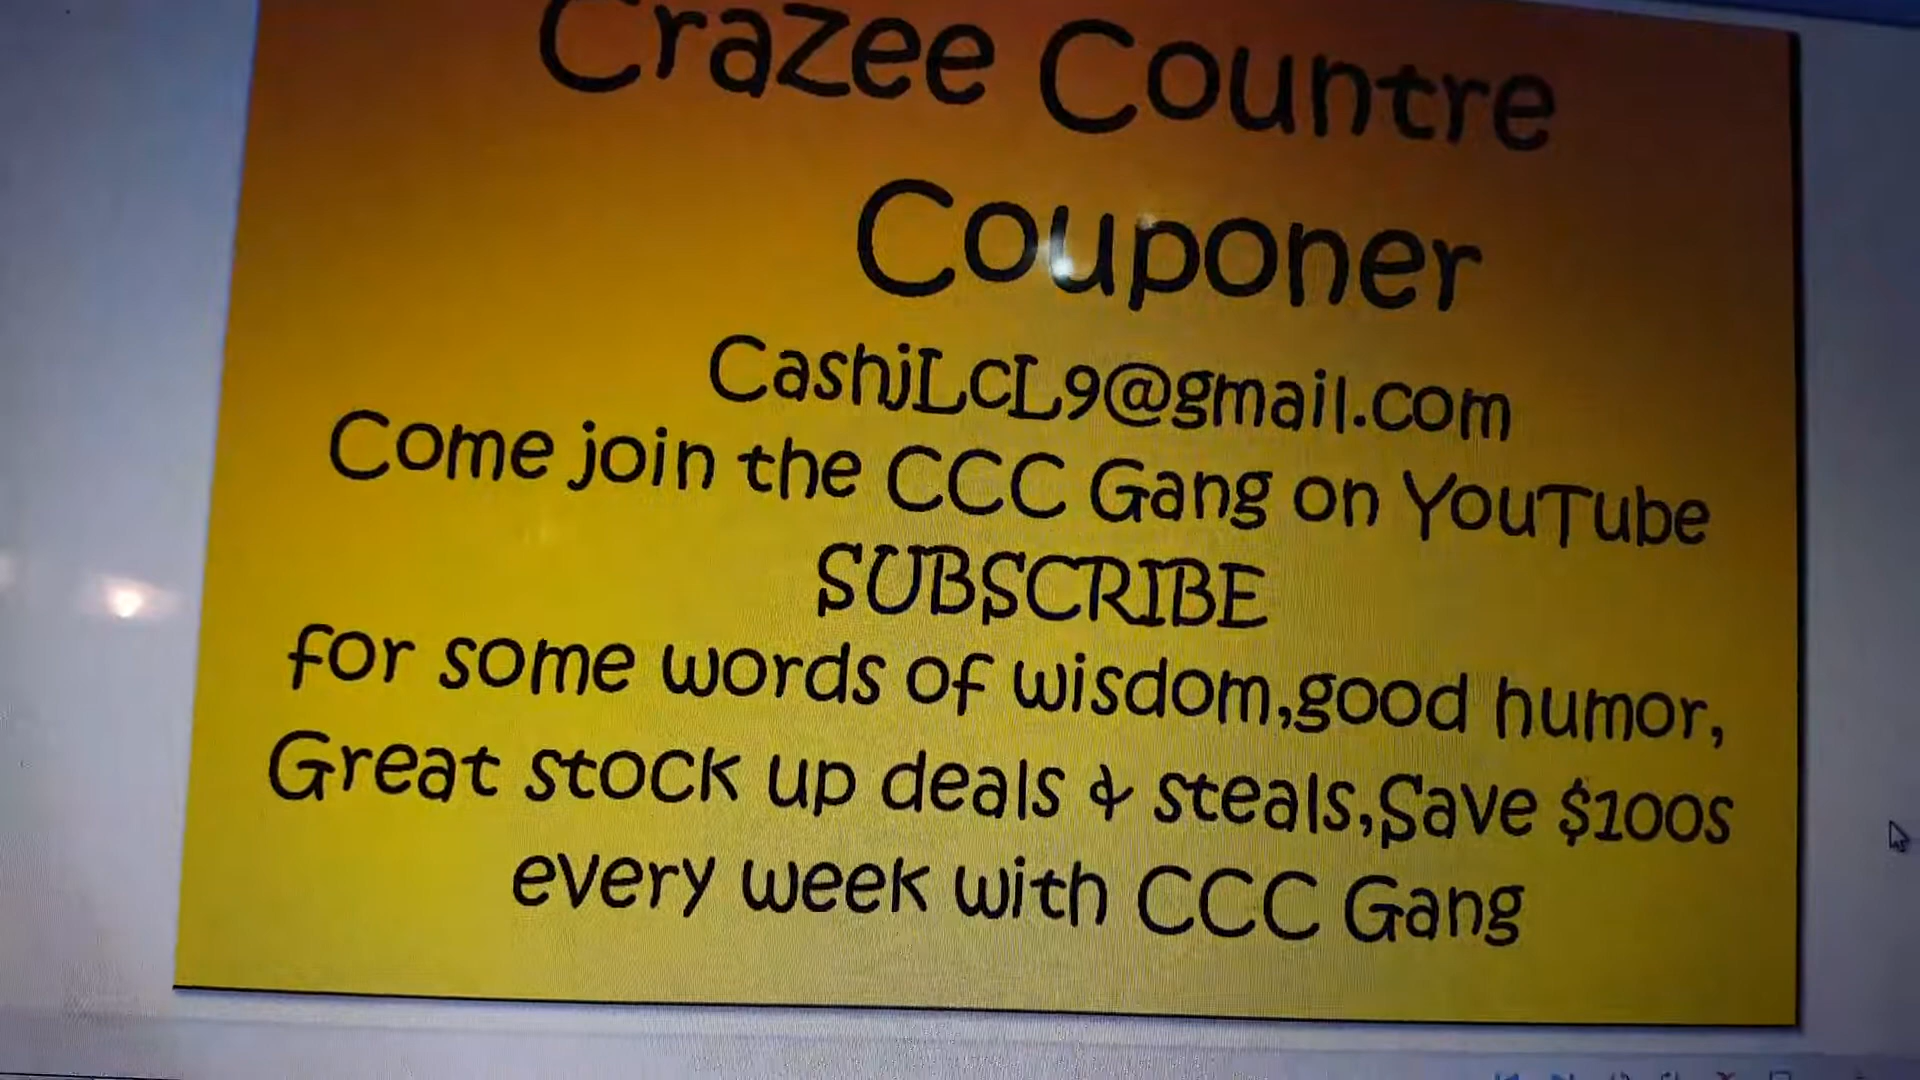 Crazee Countre
Couponer
CashjLcL9@gmail.com
Come join the CCC Gang on YouTube
SUBSCRIBE
for some words of wisdom,good humor,
Great stock up deals & steals,Save $100s
every week with CCC Gang